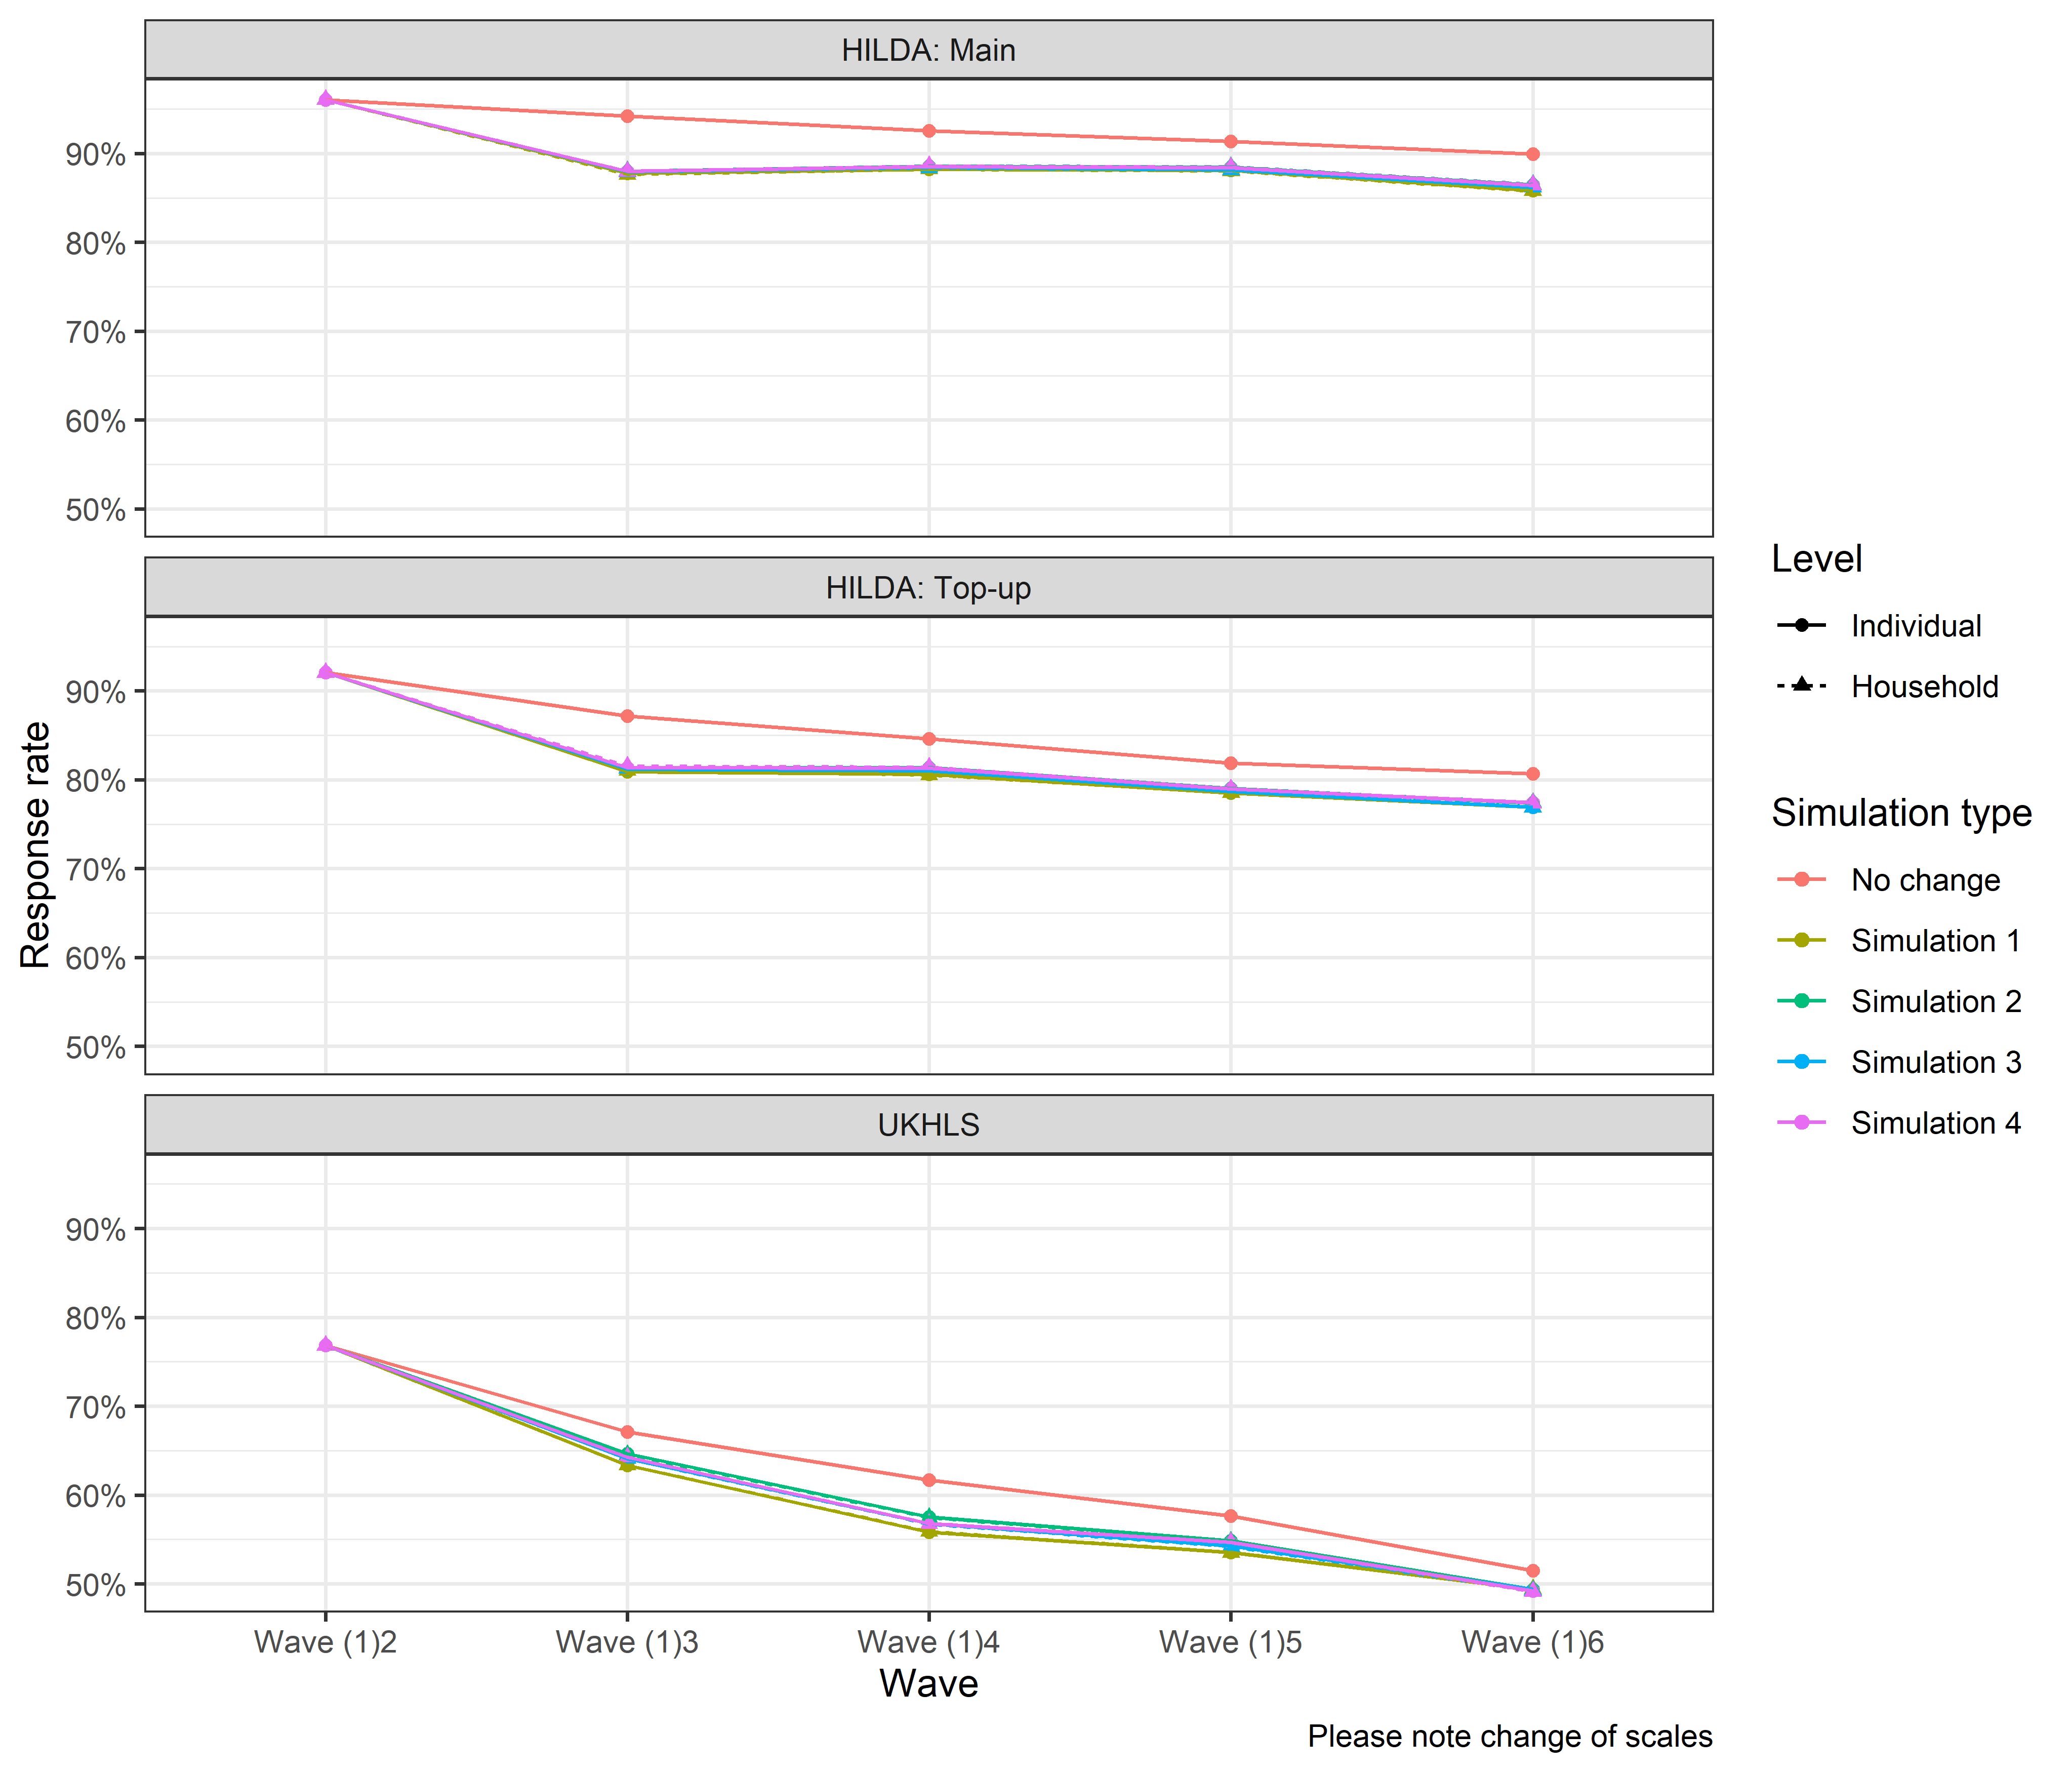 HILDA: Main
90%
80%
70%
60%
50%
HILDA: Top-up
90%
80%
70%
60%
50%
UKHLS
90%
80%
70%
60%
50%
Response rate
Wave (1)2 Wave (1)3 Wave (1)4 Wave (1)5 Wave (1)6
Wave
Please note change of scales
Level
Individual
Household
Simulation type
No change
Simulation 1
Simulation 2
Simulation 3
Simulation 4